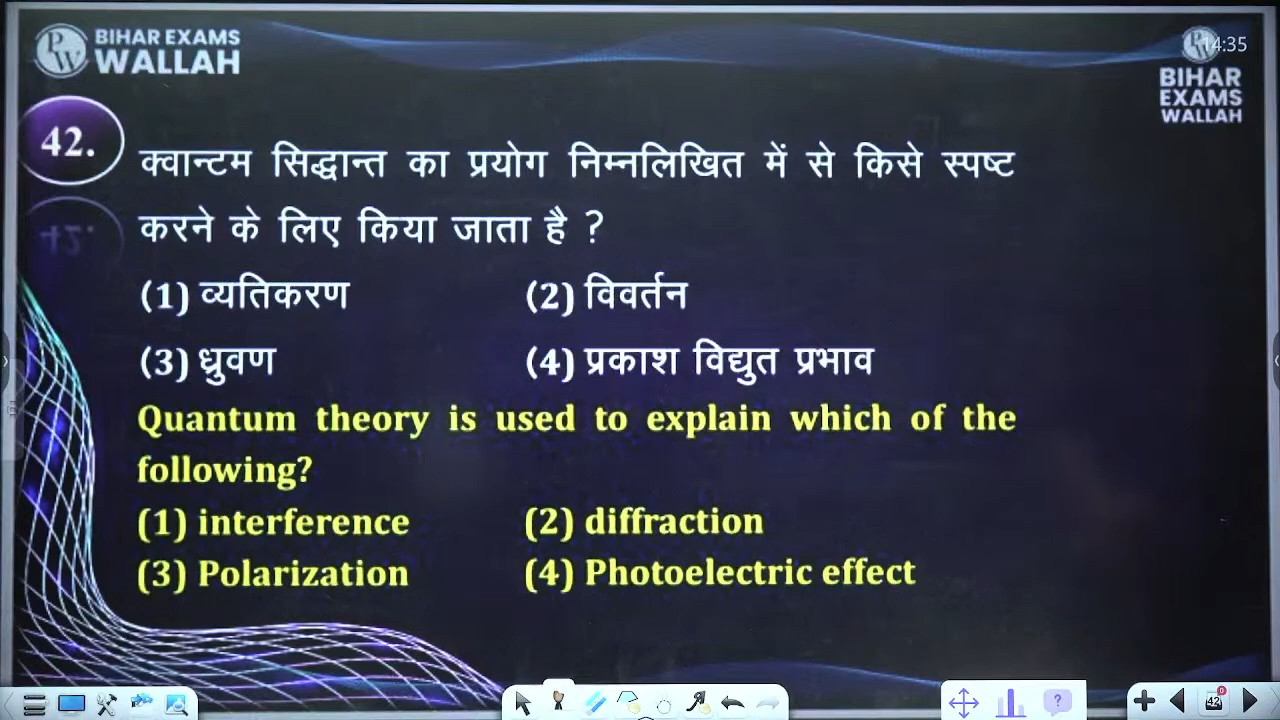 BIHAR EXAMS
WALLAH
14:35
BIHAR
EXAMS
WALLAH
42.
क्वान्टम सिद्धान्त का प्रयोग निम्नलिखित में से किसे स्पष्ट
करने के लिए किया जाता है ?
(1) व्यतिकरण (2) विवर्तन
(3) ध्रुवण (4) प्रकाश विद्युत प्रभाव
Quantum theory is used to explain which of the
following?
(1) interference (2) diffraction
(3) Polarization (4) Photoelectric effect
42